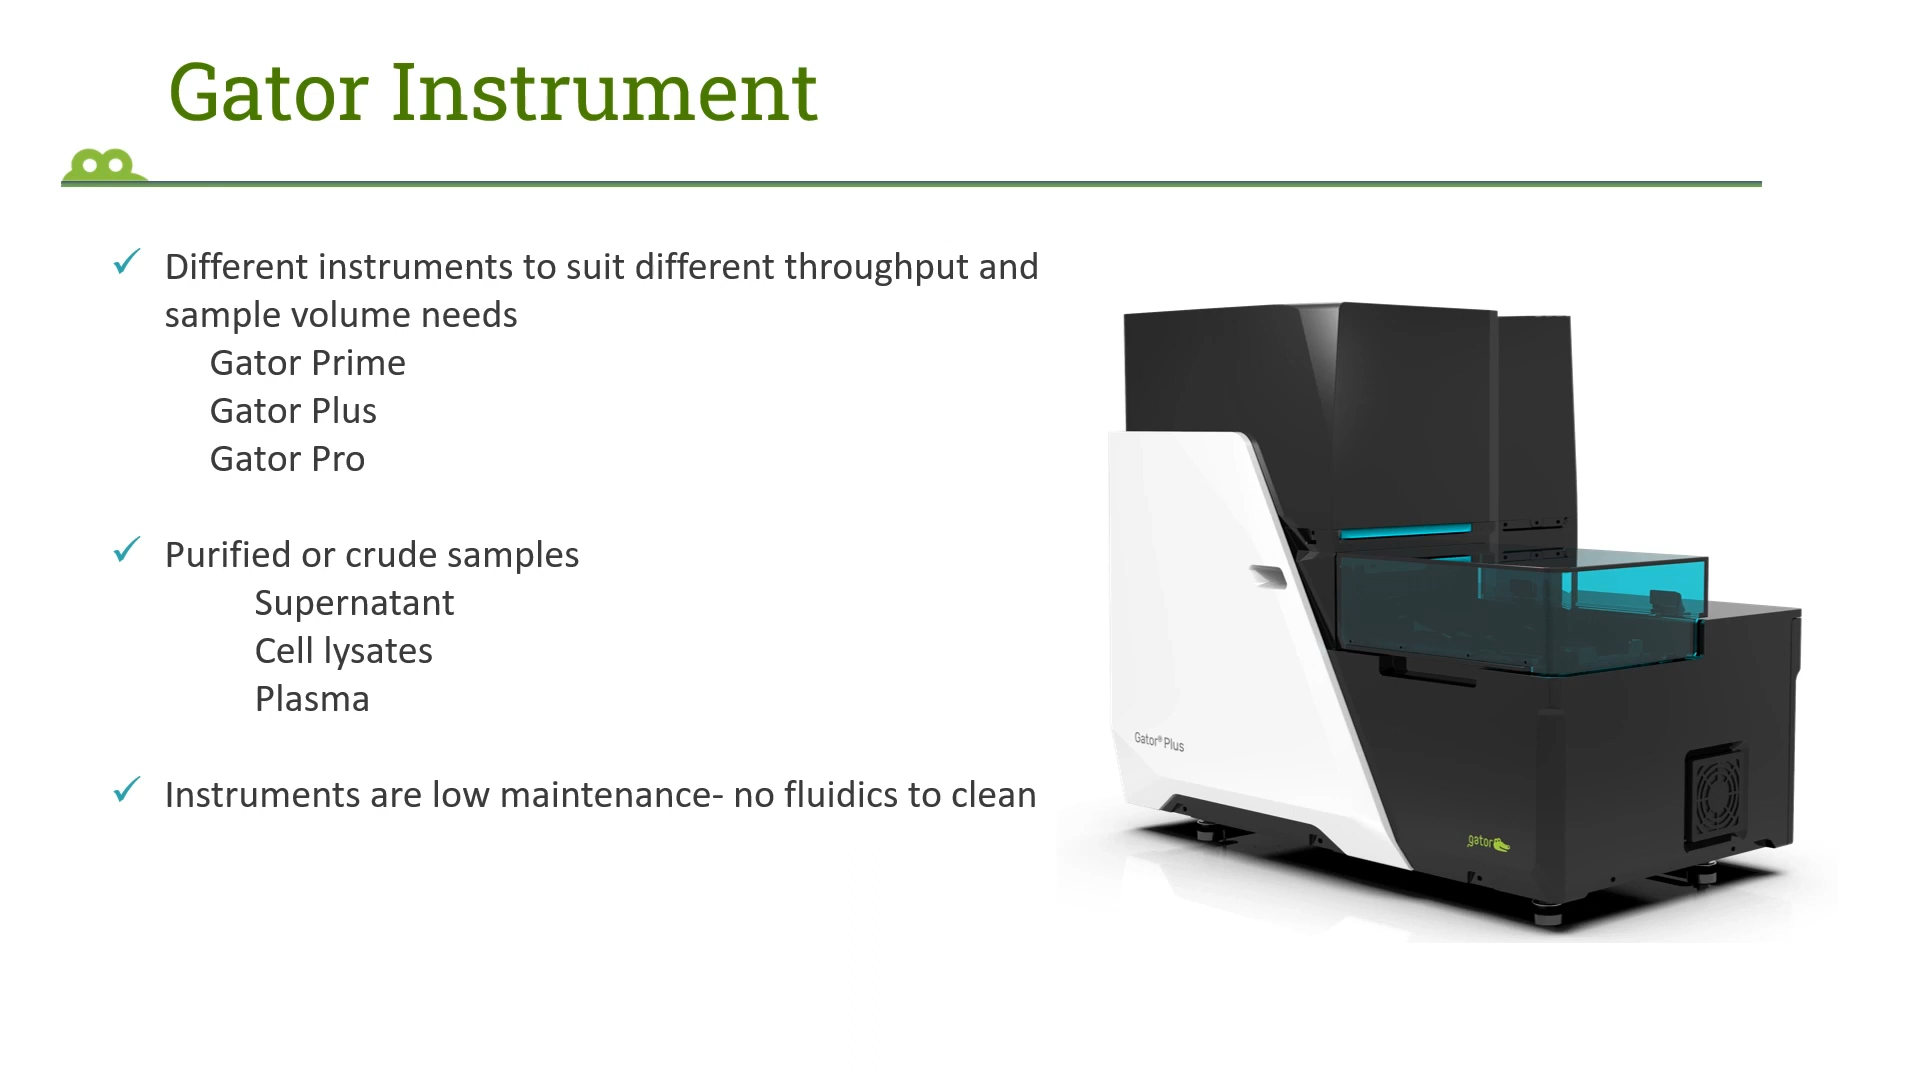 Gator Instrument
✓ Different instruments to suit different throughput and
sample volume needs
Gator Prime
Gator Plus
Gator Pro
✓ Purified or crude samples
Supernatant
Cell lysates
Plasma
✓ Instruments are low maintenance- no fluidics to clean
Gator® Plus
gator